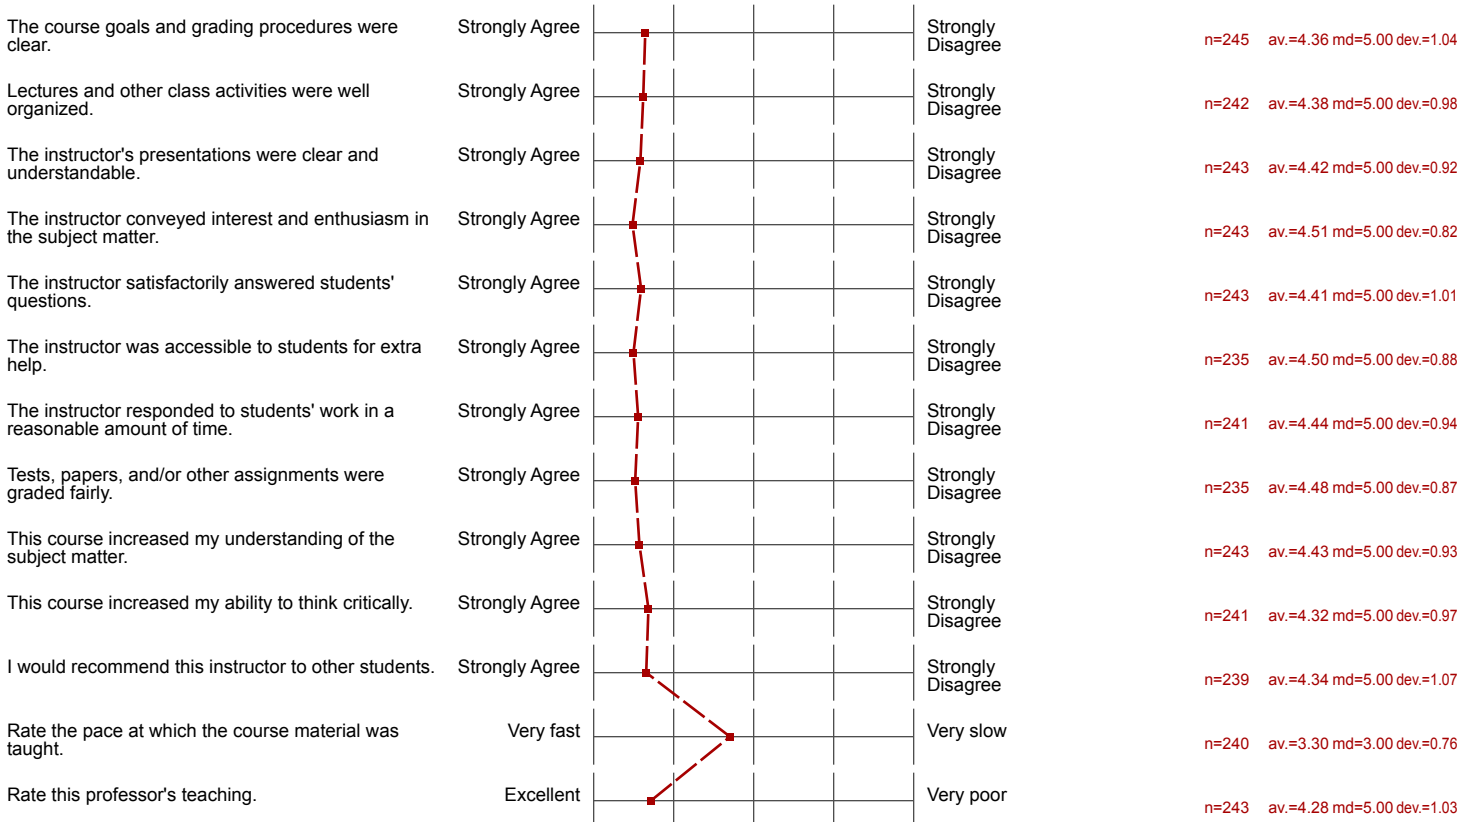 The course goals and grading procedures were
clear.
Strongly Agree
Strongly
Disagree
n=245 av.=4.36 md=5.00 dev.=1.04
Lectures and other class activities were well
organized.
Strongly Agree
Strongly
Disagree
n=242 av.=4.38 md=5.00 dev.=0.98
The instructor's presentations were clear and
understandable.
Strongly Agree
Strongly
Disagree
n=243 av.=4.42 md=5.00 dev.=0.92
The instructor conveyed interest and enthusiasm in
the subject matter.
Strongly Agree
Strongly
Disagree
n=243 av.=4.51 md=5.00 dev.=0.82
The instructor satisfactorily answered students'
questions.
Strongly Agree
Strongly
Disagree
n=243 av.=4.41 md=5.00 dev.=1.01
The instructor was accessible to students for extra
help.
Strongly Agree
Strongly
Disagree
n=235 av.=4.50 md=5.00 dev.=0.88
The instructor responded to students' work in a
reasonable amount of time.
Strongly Agree
Strongly
Disagree
n=241 av.=4.44 md=5.00 dev.=0.94
Tests, papers, and/or other assignments were
graded fairly.
Strongly Agree
Strongly
Disagree
n=235 av.=4.48 md=5.00 dev.=0.87
This course increased my understanding of the
subject matter.
Strongly Agree
Strongly
Disagree
n=243 av.=4.43 md=5.00 dev.=0.93
This course increased my ability to think critically.
Strongly Agree
Strongly
Disagree
n=241 av.=4.32 md=5.00 dev.=0.97
I would recommend this instructor to other students.
Strongly Agree
Strongly
Disagree
n=239 av.=4.34 md=5.00 dev.=1.07
Rate the pace at which the course material was
taught.
Very fast
Very slow
n=240 av.=3.30 md=3.00 dev.=0.76
Rate this professor's teaching.
Excellent
Very poor
n=243 av.=4.28 md=5.00 dev.=1.03